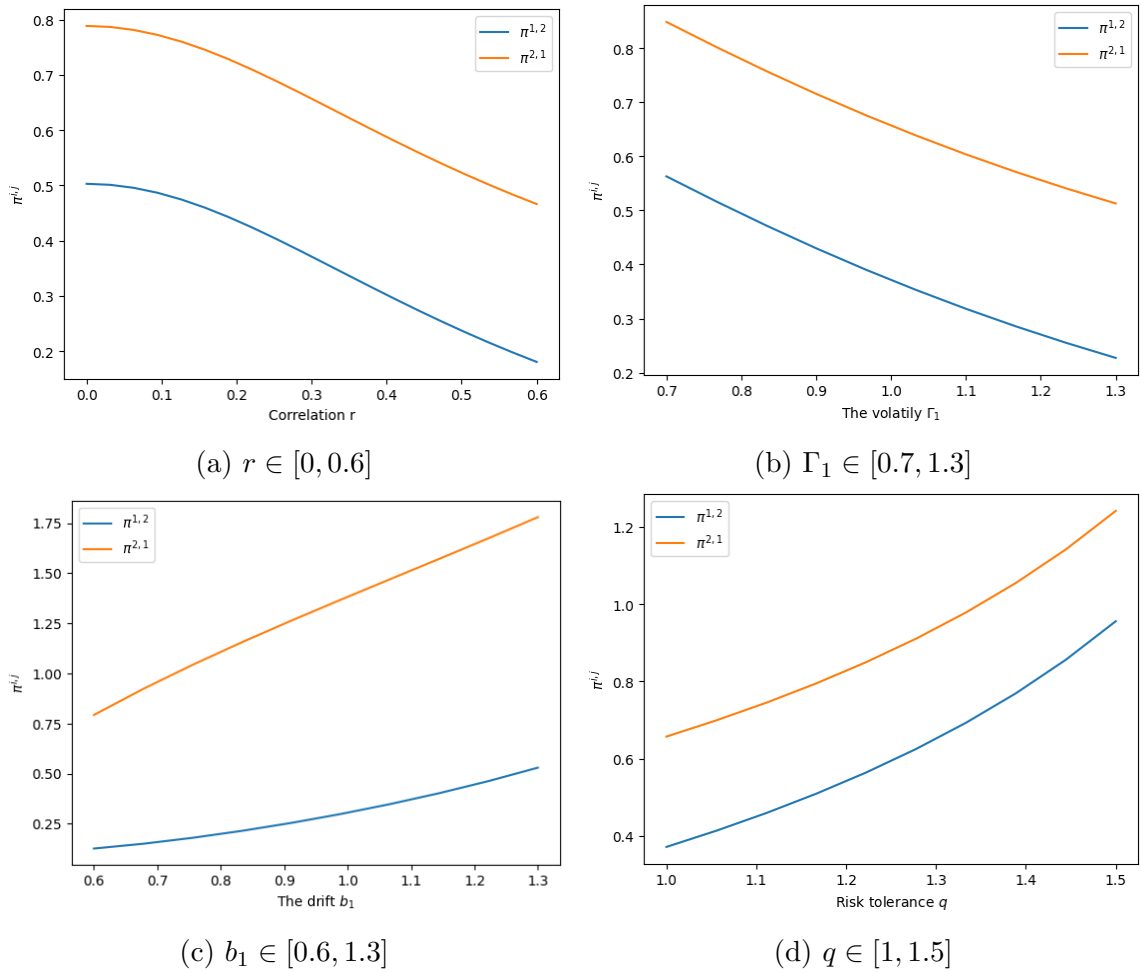 0.8
0.7
0.6
0.5
0.4
0.3
0.2
π^{i,j}
π^{1,2}
π^{2,1}
0.0 0.1 0.2 0.3 0.4 0.5 0.6
Correlation r
(a) r ∈ [0, 0.6]
0.8
0.7
0.6
0.5
0.4
0.3
0.2
π^{i,j}
π^{1,2}
π^{2,1}
0.7 0.8 0.9 1.0 1.1 1.2 1.3
The volatily Γ₁
(b) Γ₁ ∈ [0.7, 1.3]
1.75
1.50
1.25
1.00
0.75
0.50
0.25
π^{i,j}
π^{1,2}
π^{2,1}
0.6 0.7 0.8 0.9 1.0 1.1 1.2 1.3
The drift b₁
(c) b₁ ∈ [0.6, 1.3]
1.2
1.0
0.8
0.6
0.4
π^{i,j}
π^{1,2}
π^{2,1}
1.0 1.1 1.2 1.3 1.4 1.5
Risk tolerance q
(d) q ∈ [1, 1.5]